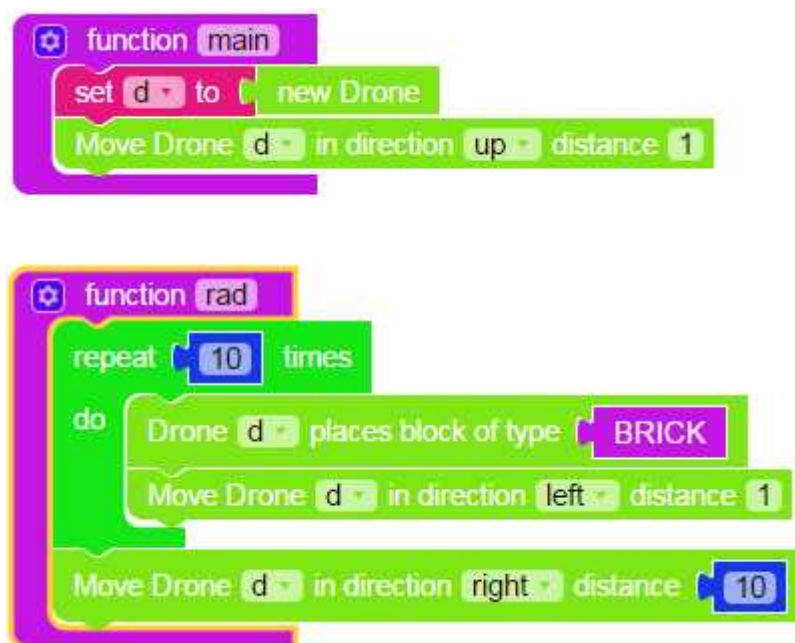 function main
set d to new Drone
Move Drone d in direction up distance 1
function rad
repeat 10 times
do
Drone d places block of type BRICK
Move Drone d in direction left distance 1
Move Drone d in direction right distance 10